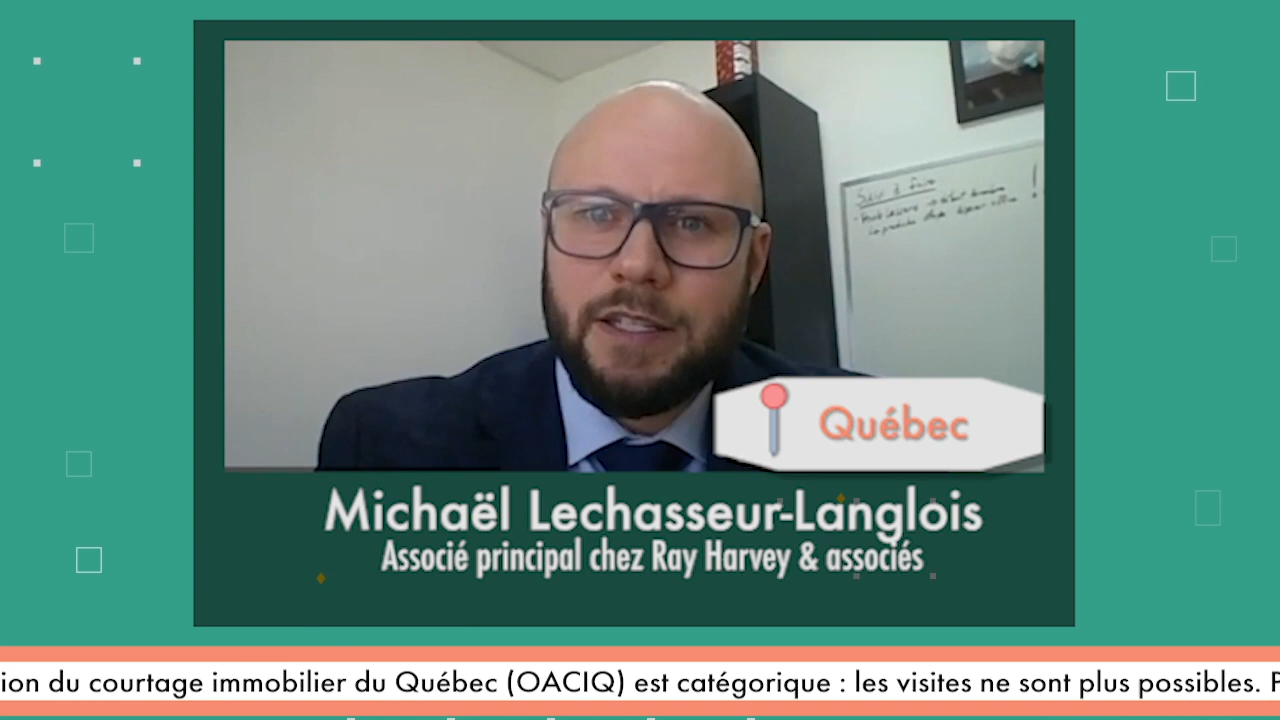 Québec
Michaël Lechasseur-Langlois
Associé principal chez Ray Harvey & associés
ion du courtage immobilier du Québec (OACIQ) est catégorique : les visites ne sont plus possibles. P